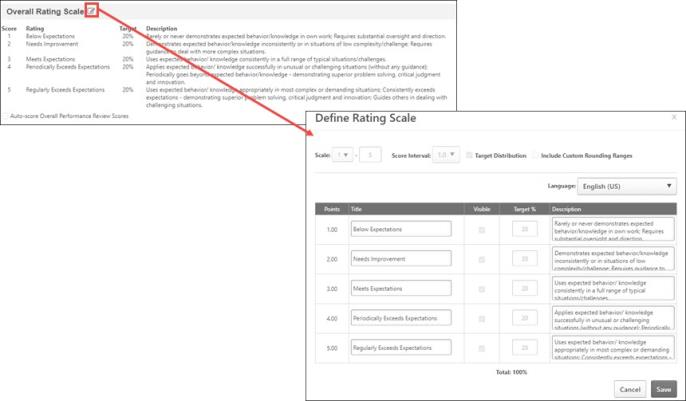 Overall Rating Scale
Score Rating Target Description
1 Below Expectations 20% Rarely or never demonstrates expected behavior/knowledge in own work; Requires substantial oversight and direction.
2 Needs Improvement 20% Demonstrates expected behavior/knowledge inconsistently or in situations of low complexity/challenge; Requires
guidance to deal with more complex situations.
3 Meets Expectations 20% Uses expected behavior/ knowledge consistently in a full range of typical situations/challenges.
4 Periodically Exceeds Expectations 20% Applies expected behavior/ knowledge successfully in unusual or challenging situations (without any guidance);
Periodically goes beyond expected behavior/knowledge - demonstrating superior problem solving, critical judgment
and innovation.
5 Regularly Exceeds Expectations 20% Uses expected behavior/ knowledge appropriately in most complex or demanding situations; Consistently exceeds
expectations - demonstrating superior problem solving, critical judgment and innovation; Guides others in dealing with
challenging situations.
Auto-score Overall Performance Review Scores
Define Rating Scale x
Scale: 1 - 5 Score Interval: 1.0 Target Distribution Include Custom Rounding Ranges
Language: English (US)
Points Title Visible Target % Description
1.00 Below Expectations 20 Rarely or never demonstrates expected
behavior/knowledge in own work; Requires
substantial oversight and direction.
2.00 Needs Improvement 20 Demonstrates expected behavior/knowledge
inconsistently or in situations of low
complexity/challenge; Requires guidance to
3.00 Meets Expectations 20 Uses expected behavior/ knowledge
consistently in a full range of typical
situations/challenges.
4.00 Periodically Exceeds Expectations 20 Applies expected behavior/ knowledge
successfully in unusual or challenging
situations (without any guidance); Periodically
5.00 Regularly Exceeds Expectations 20 Uses expected behavior/ knowledge
appropriately in most complex or demanding
situations; Consistently exceeds expectations -
Total: 100%
Cancel Save